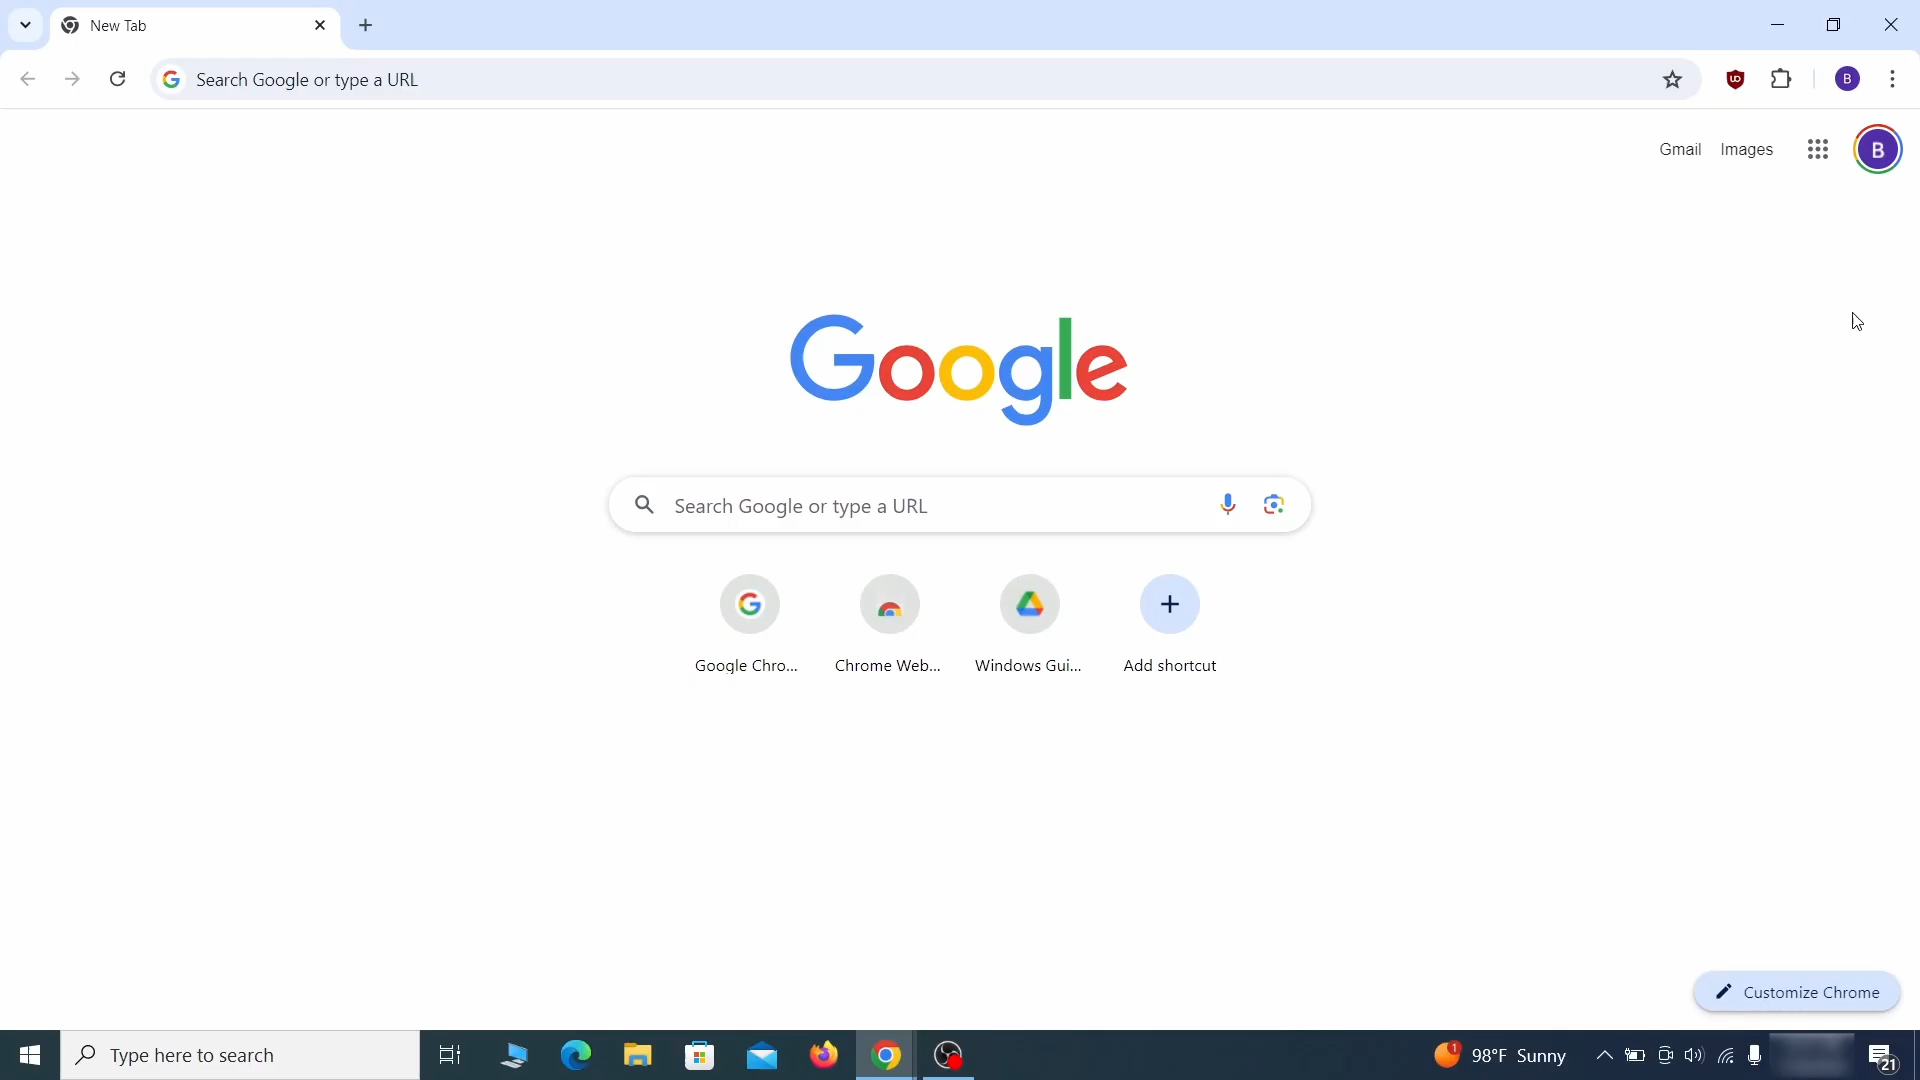 New Tab
Search Google or type a URL
B
Gmail
Images
B
Google
Search Google or type a URL
Google Chro...
Chrome Web...
Windows Gui...
Add shortcut
Customize Chrome
Type here to search
1
98°F Sunny
21